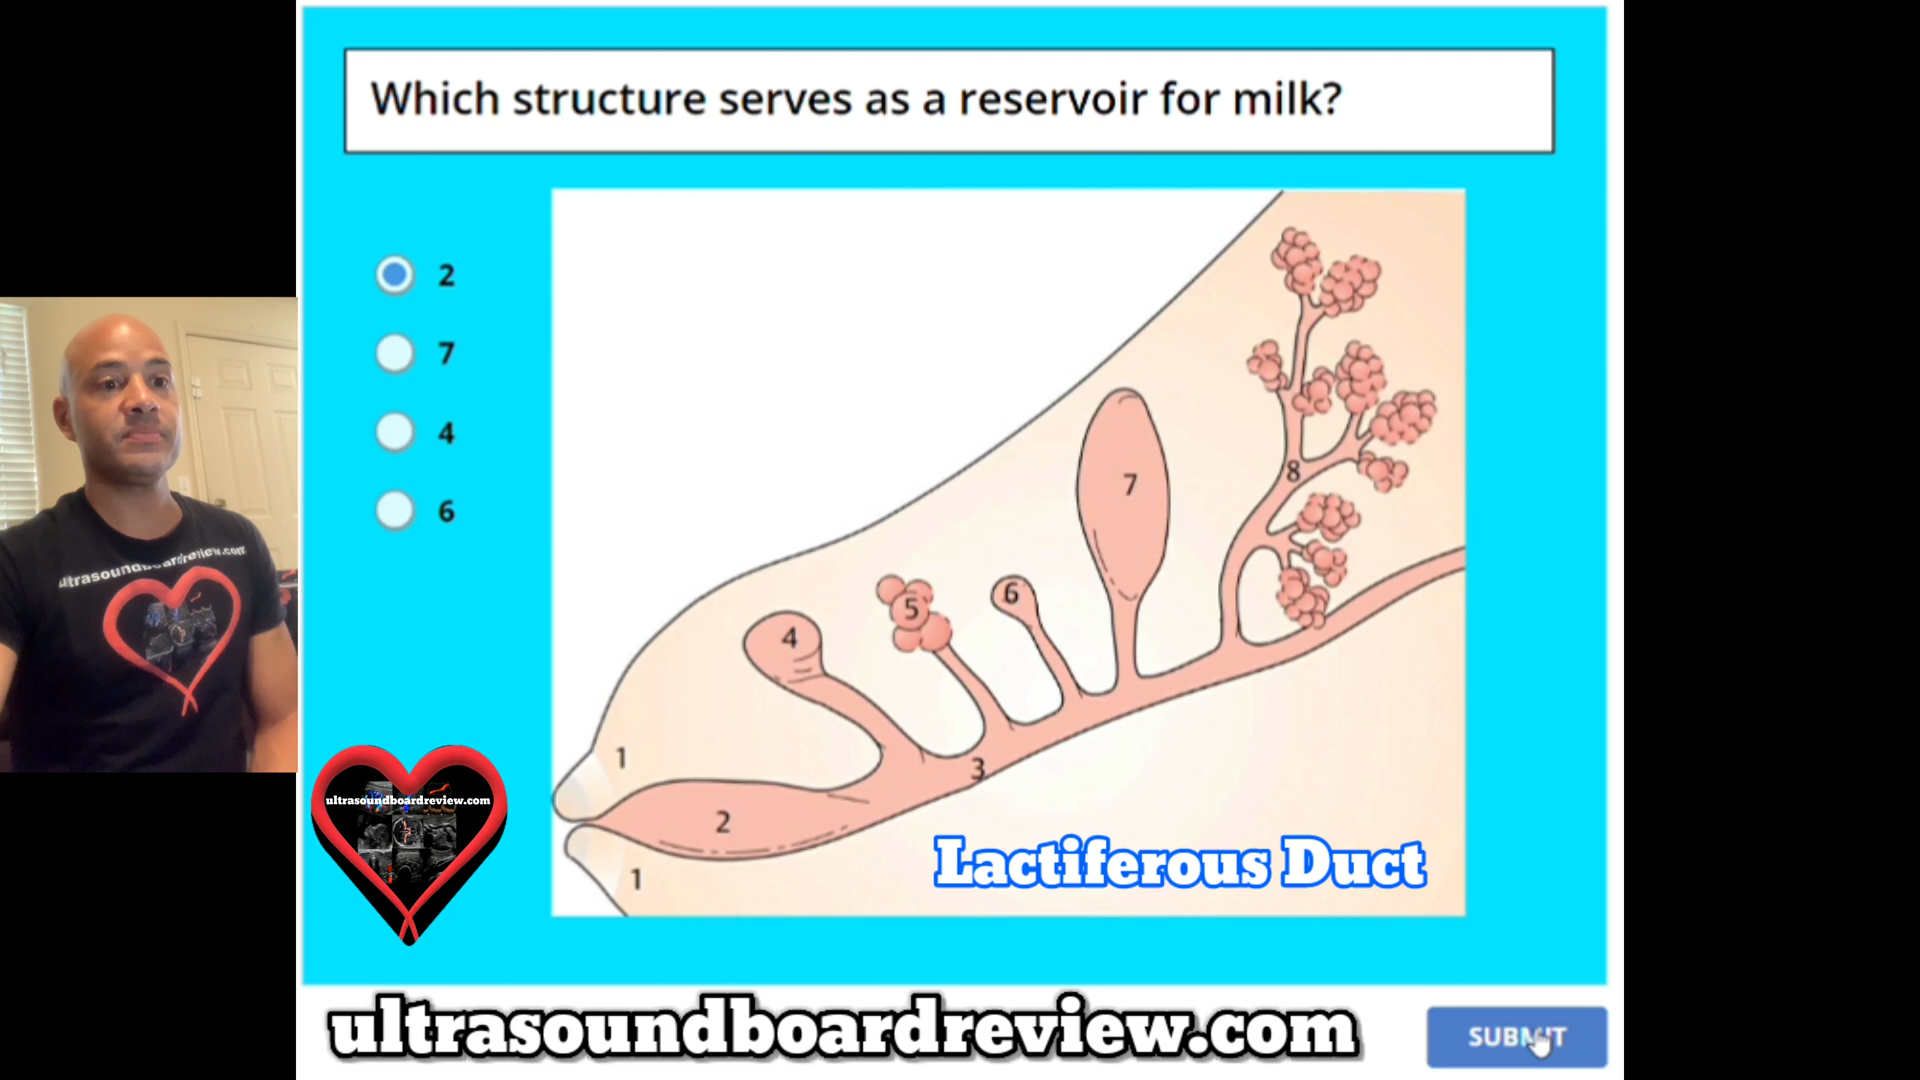 Which structure serves as a reservoir for milk?
2
7
4
6
1
2
3
4
5
6
7
8
1
Lactiferous Duct
ultrasoundboardreview.com
ultrasoundboardreview.com
ultrasoundboardreview.com
SUBMIT